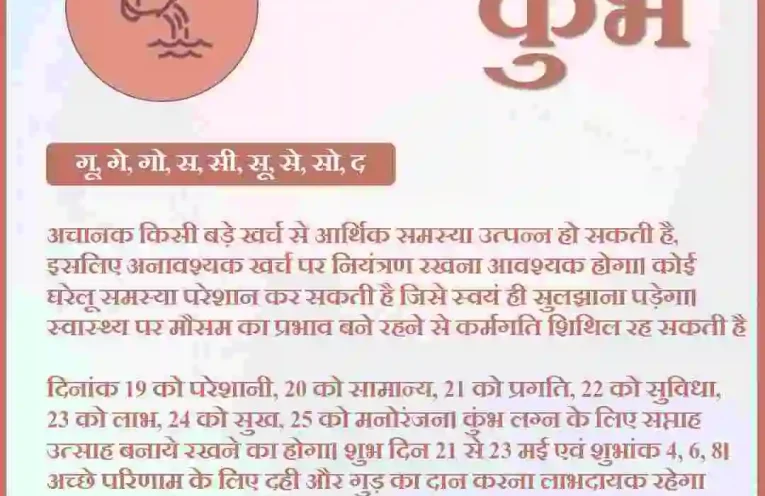 कुंभ
गू, गे, गो, स, सी, सू, से, सो, द
अचानक किसी बड़े खर्च से आर्थिक समस्या उत्पन्न हो सकती है,
इसलिए अनावश्यक खर्च पर नियंत्रण रखना आवश्यक होगा। कोई
घरेलू समस्या परेशान कर सकती है जिसे स्वयं ही सुलझाना पड़ेगा।
स्वास्थ्य पर मौसम का प्रभाव बने रहने से कर्मगति शिथिल रह सकती है
दिनांक 19 को परेशानी, 20 को सामान्य, 21 को प्रगति, 22 को सुविधा,
23 को लाभ, 24 को सुख, 25 को मनोरंजन। कुंभ लग्न के लिए सप्ताह
उत्साह बनाये रखने का होगा। शुभ दिन 21 से 23 मई एवं शुभांक 4, 6, 8।
अच्छे परिणाम के लिए दही और गुड़ का दान करना लाभदायक रहेगा